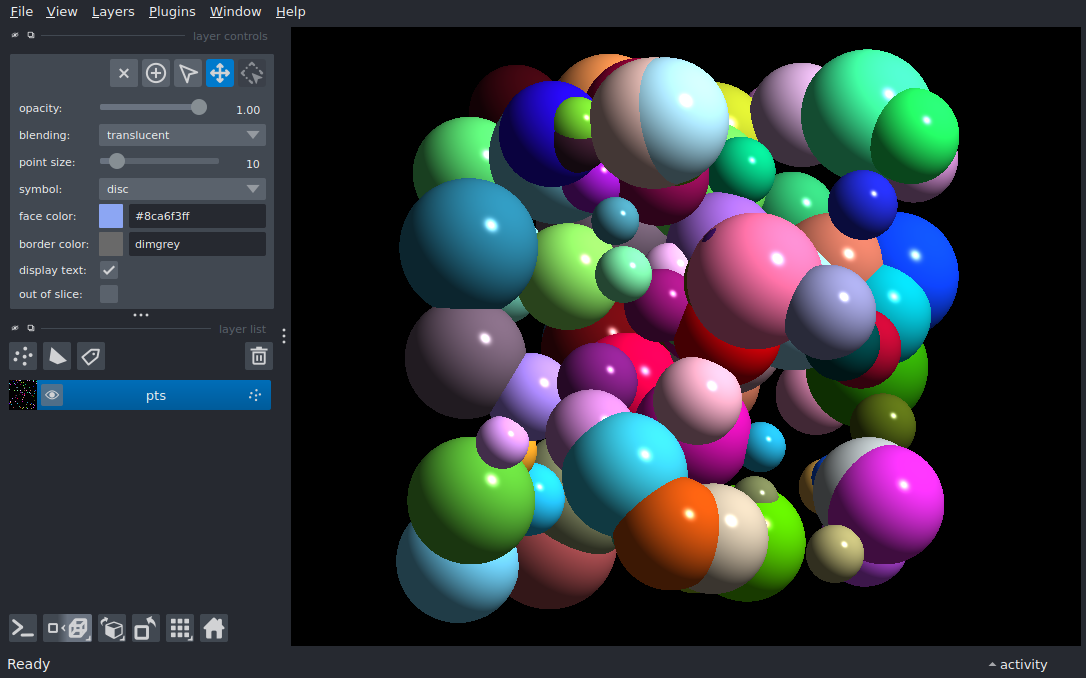 File View Layers Plugins Window Help
layer controls
opacity: 1.00
blending: translucent
point size: 10
symbol: disc
face color: #8ca6f3ff
border color: dimgrey
display text:
out of slice:
layer list
pts
Ready activity